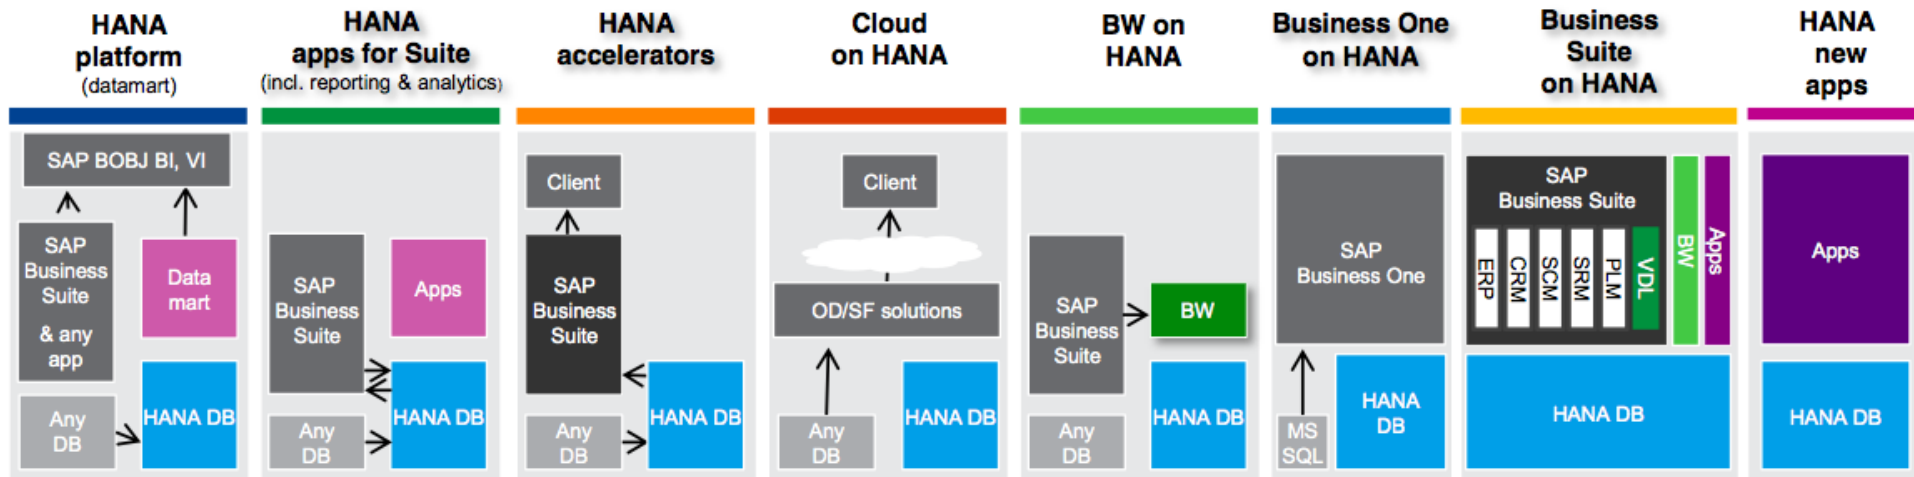 HANA
platform
(datamart)
SAP BOBJ BI, VI
SAP
Business
Suite
& any
app
Data
mart
Any
DB
HANA DB
HANA
apps for Suite
(incl. reporting & analytics)
SAP
Business
Suite
Apps
Any
DB
HANA DB
HANA
accelerators
Client
SAP
Business
Suite
Any
DB
HANA DB
Cloud
on HANA
Client
OD/SF solutions
Any
DB
HANA DB
BW on
HANA
SAP
Business
Suite
BW
Any
DB
HANA DB
Business One
on HANA
SAP
Business One
MS
SQL
HANA
DB
Business
Suite
on HANA
SAP
Business Suite
ERP
CRM
SCM
SRM
PLM
VDL
BW
Apps
HANA DB
HANA
new
apps
Apps
HANA DB